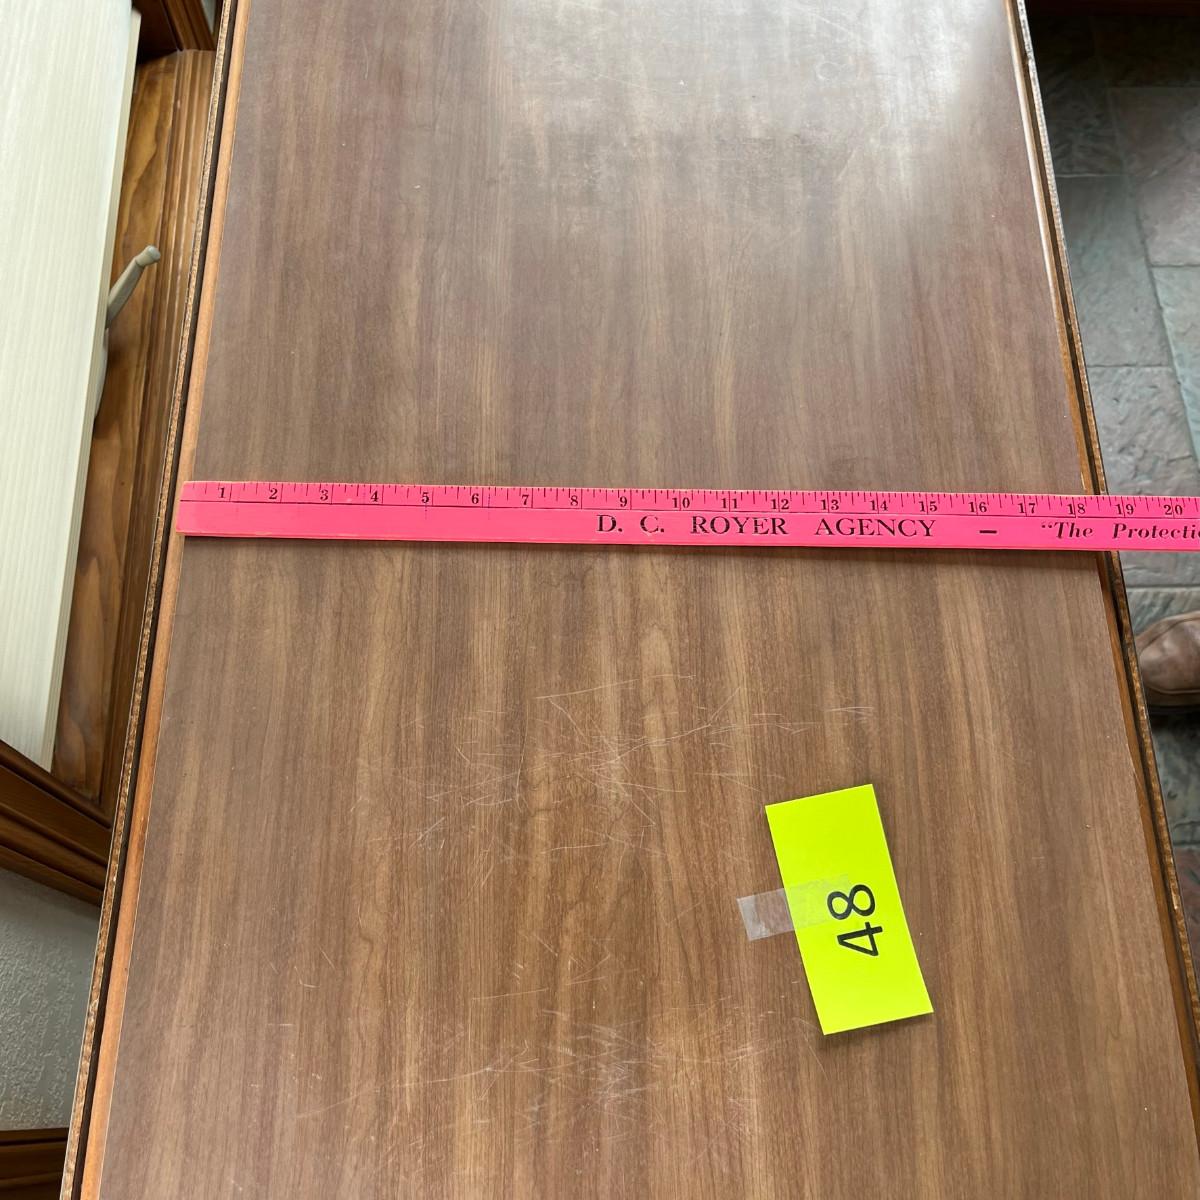 1 2 3 4 5 6 7 8 9 10 11 12 13 14 15 16 17 18 19 20
D. C. ROYER AGENCY — "The Protecti
48